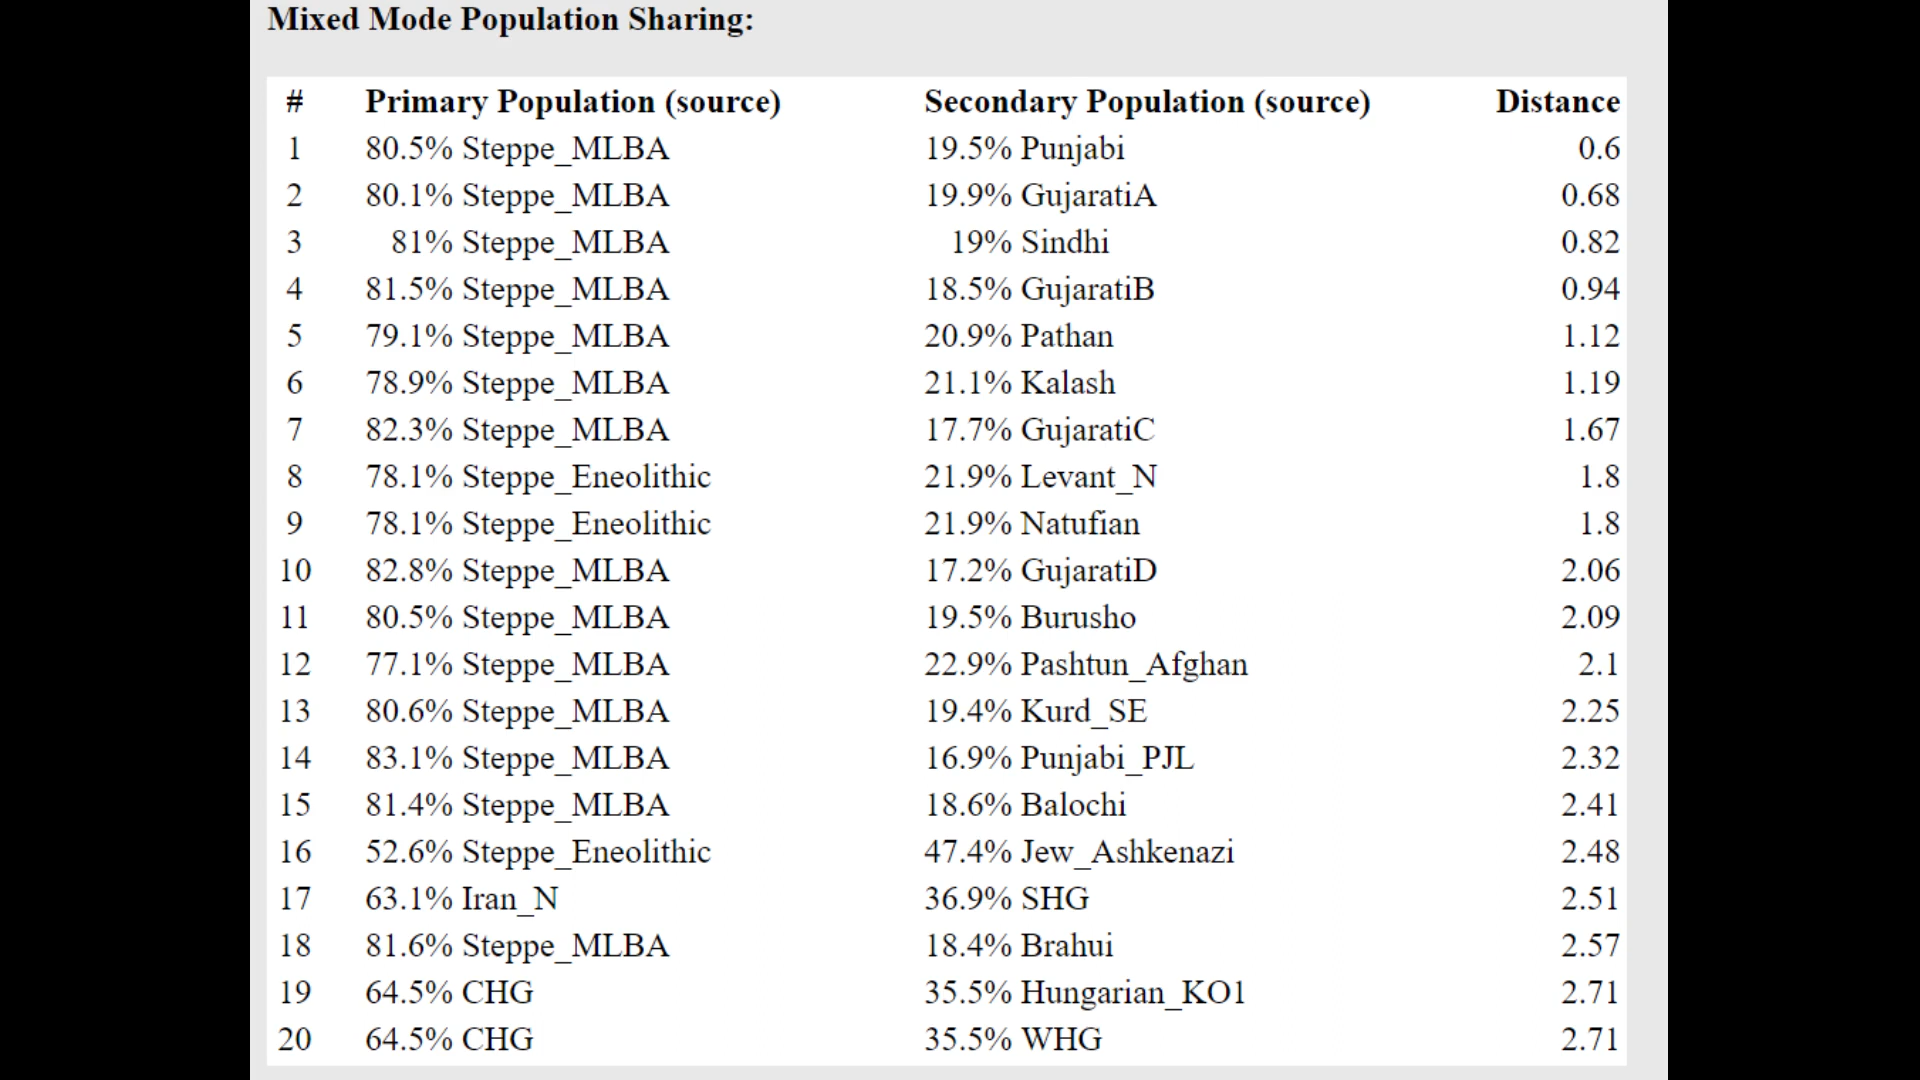 Mixed Mode Population Sharing:
# Primary Population (source) Secondary Population (source) Distance
1 80.5% Steppe_MLBA 19.5% Punjabi 0.6
2 80.1% Steppe_MLBA 19.9% GujaratiA 0.68
3 81% Steppe_MLBA 19% Sindhi 0.82
4 81.5% Steppe_MLBA 18.5% GujaratiB 0.94
5 79.1% Steppe_MLBA 20.9% Pathan 1.12
6 78.9% Steppe_MLBA 21.1% Kalash 1.19
7 82.3% Steppe_MLBA 17.7% GujaratiC 1.67
8 78.1% Steppe_Eneolithic 21.9% Levant_N 1.8
9 78.1% Steppe_Eneolithic 21.9% Natufian 1.8
10 82.8% Steppe_MLBA 17.2% GujaratiD 2.06
11 80.5% Steppe_MLBA 19.5% Burusho 2.09
12 77.1% Steppe_MLBA 22.9% Pashtun_Afghan 2.1
13 80.6% Steppe_MLBA 19.4% Kurd_SE 2.25
14 83.1% Steppe_MLBA 16.9% Punjabi_PJL 2.32
15 81.4% Steppe_MLBA 18.6% Balochi 2.41
16 52.6% Steppe_Eneolithic 47.4% Jew_Ashkenazi 2.48
17 63.1% Iran_N 36.9% SHG 2.51
18 81.6% Steppe_MLBA 18.4% Brahui 2.57
19 64.5% CHG 35.5% Hungarian_KO1 2.71
20 64.5% CHG 35.5% WHG 2.71